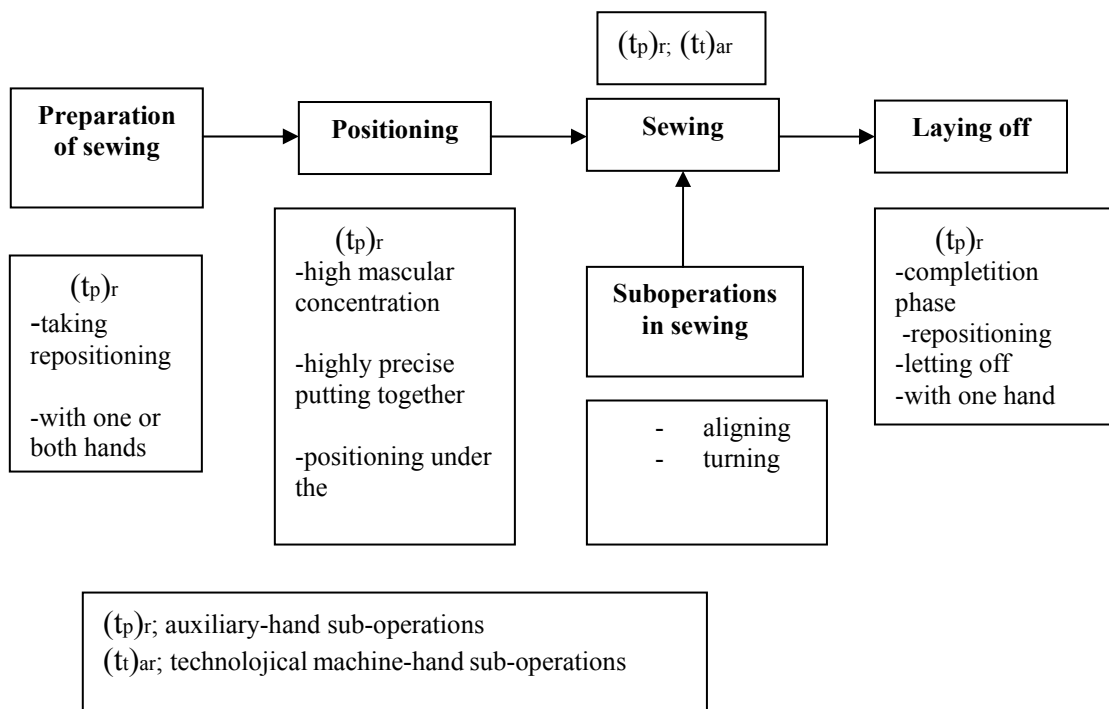 (tp)r; (tt)ar
Preparation
of sewing
Positioning
Sewing
Laying off
(tp)r
-taking
repositioning
-with one or
both hands
(tp)r
-high mascular
concentration
-highly precise
putting together
-positioning under
the
Suboperations
in sewing
- aligning
- turning
(tp)r
-completition
phase
-repositioning
-letting off
-with one hand
(tp)r; auxiliary-hand sub-operations
(tt)ar; technolojical machine-hand sub-operations